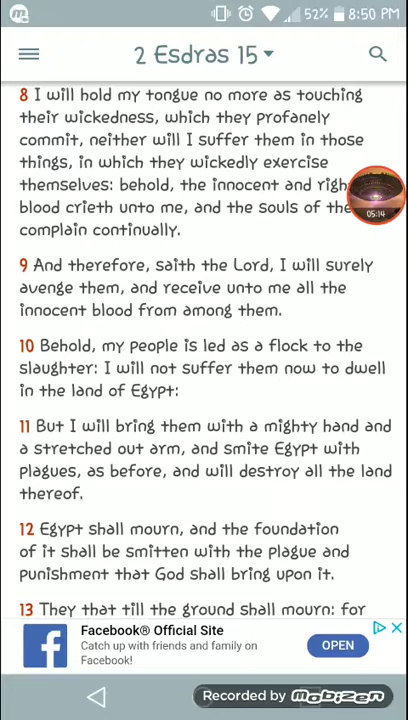 52% 8:50 PM
2 Esdras 15
8 I will hold my tongue no more as touching
their wickedness, which they profanely
commit, neither will I suffer them in those
things, in which they wickedly exercise
themselves: behold, the innocent and righ
blood crieth unto me, and the souls of the
complain continually.
05:14
9 And therefore, saith the Lord, I will surely
avenge them, and receive unto me all the
innocent blood from among them.
10 Behold, my people is led as a flock to the
slaughter: I will not suffer them now to dwell
in the land of Egypt:
11 But I will bring them with a mighty hand and
a stretched out arm, and smite Egypt with
plagues, as before, and will destroy all the land
thereof.
12 Egypt shall mourn, and the foundation
of it shall be smitten with the plague and
punishment that God shall bring upon it.
13 They that till the ground shall mourn: for
Facebook® Official Site
Catch up with friends and family on
Facebook!
OPEN
Recorded by mobizen